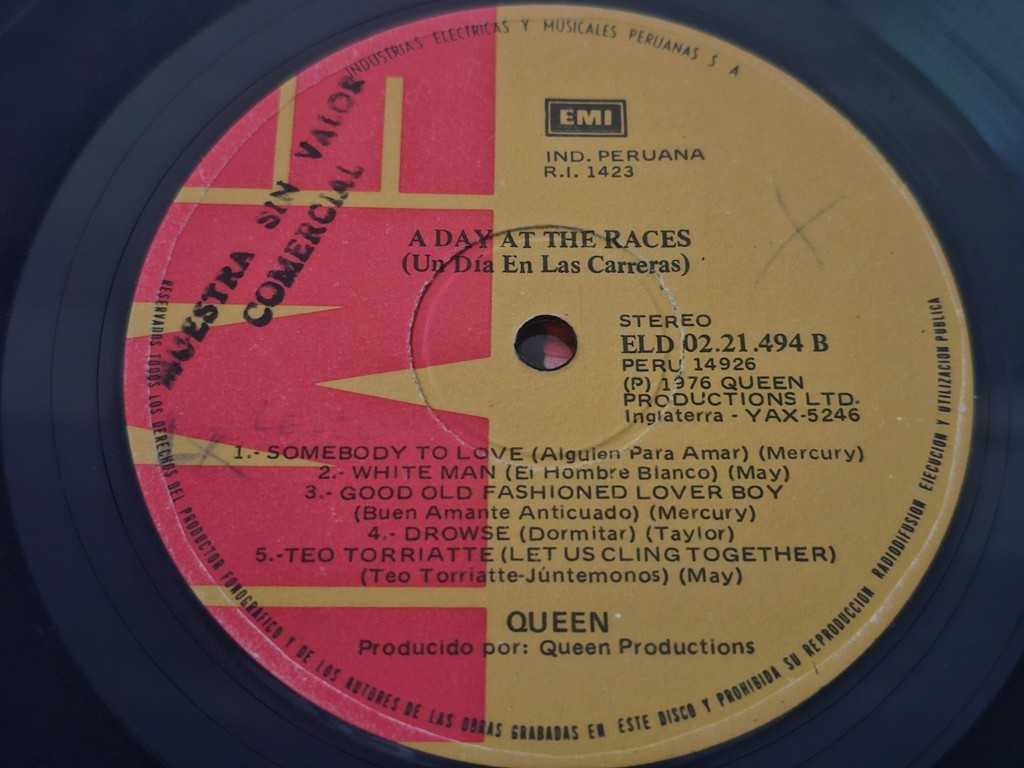 INDUSTRIAS ELECTRICAS Y MUSICALES PERUANAS S A
EMI
IND. PERUANA
R.I. 1423
MUESTRA SIN VALOR
COMERCIAL
A DAY AT THE RACES
(Un Día En Las Carreras)
STEREO
ELD 02.21.494 B
PERU 14926
(P) 1976 QUEEN
PRODUCTIONS LTD.
Inglaterra - YAX-5246
1.- SOMEBODY TO LOVE (Alguien Para Amar) (Mercury)
2.- WHITE MAN (El Hombre Blanco) (May)
3.- GOOD OLD FASHIONED LOVER BOY
(Buen Amante Anticuado) (Mercury)
4.- DROWSE (Dormitar) (Taylor)
5.-TEO TORRIATTE (LET US CLING TOGETHER)
(Teo Torriatte-Júntemonos) (May)
QUEEN
Producido por: Queen Productions
RESERVADOS TODOS LOS DERECHOS DEL PRODUCTOR FONOGRAFICO Y DE LOS AUTORES DE LAS OBRAS GRABADAS EN ESTE DISCO Y PROHIBIDA SU REPRODUCCION RADIODIFUSION EJECUCION Y UTILIZACION PUBLICA